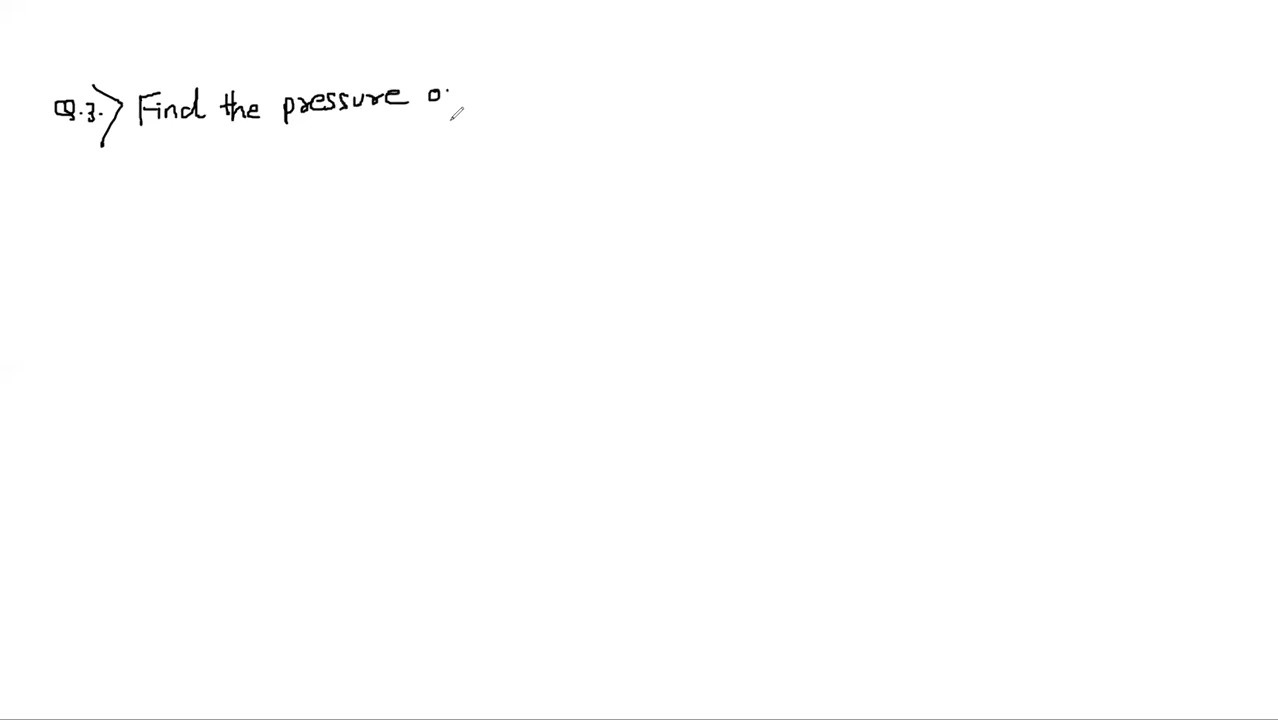 Q.3.> Find the pressure o